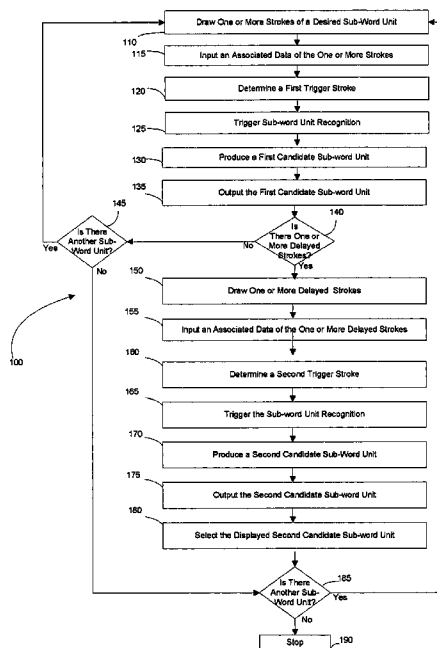 Draw One or More Strokes of a Desired Sub-Word Unit
110
115
Input an Associated Data of the One or More Strokes
120
Determine a First Trigger Stroke
125
Trigger Sub-word Unit Recognition
130
Produce a First Candidate Sub-word Unit
135
Output the First Candidate Sub-word Unit
145
140
Is There
Another Sub-
Word Unit?
Yes
No
Is
There One or
More Delayed
Strokes?
No
Yes
150
Draw One or More Delayed Strokes
155
Input an Associated Data of the One or More Delayed Strokes
100
160
Determine a Second Trigger Stroke
165
Trigger the Sub-word Unit Recognition
170
Produce a Second Candidate Sub-Word Unit
175
Output the Second Candidate Sub-word Unit
180
Select the Displayed Second Candidate Sub-word Unit
Is There
Another Sub-
Word Unit?
185
Yes
No
Stop
190